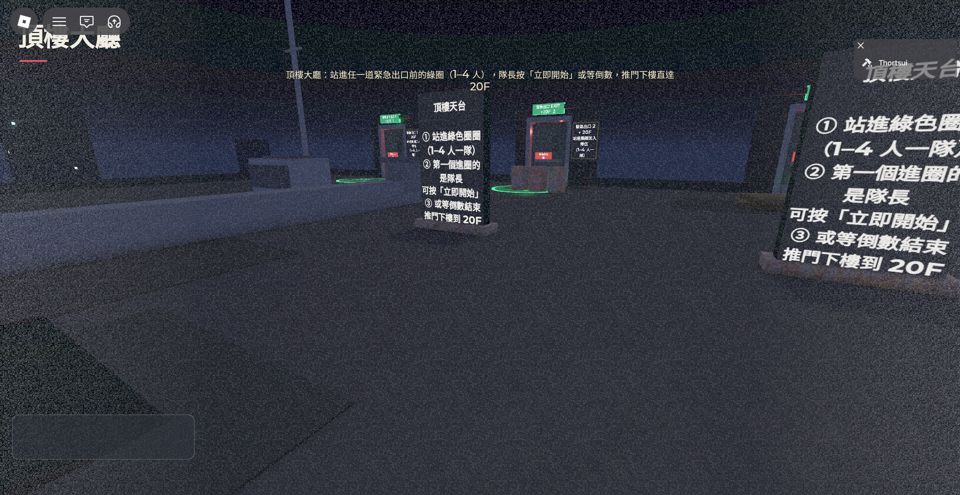 頂樓大廳
頂樓大廳：站進任一道緊急出口前的綠圈（1–4 人），隊長按「立即開始」或等倒數，推門下樓直達
20F
頂樓天台
① 站進綠色圈圈
（1–4 人一隊）
② 第一個進圈的
是隊長
可按「立即開始」
③ 或等倒數結束
推門下樓到 20F
Thortsui
頂樓天台
① 站進綠色圈
（1–4 人一隊）
② 第一個進圈的
是隊長
可按「立即開始」
③ 或等倒數結束
推門下樓到 20F